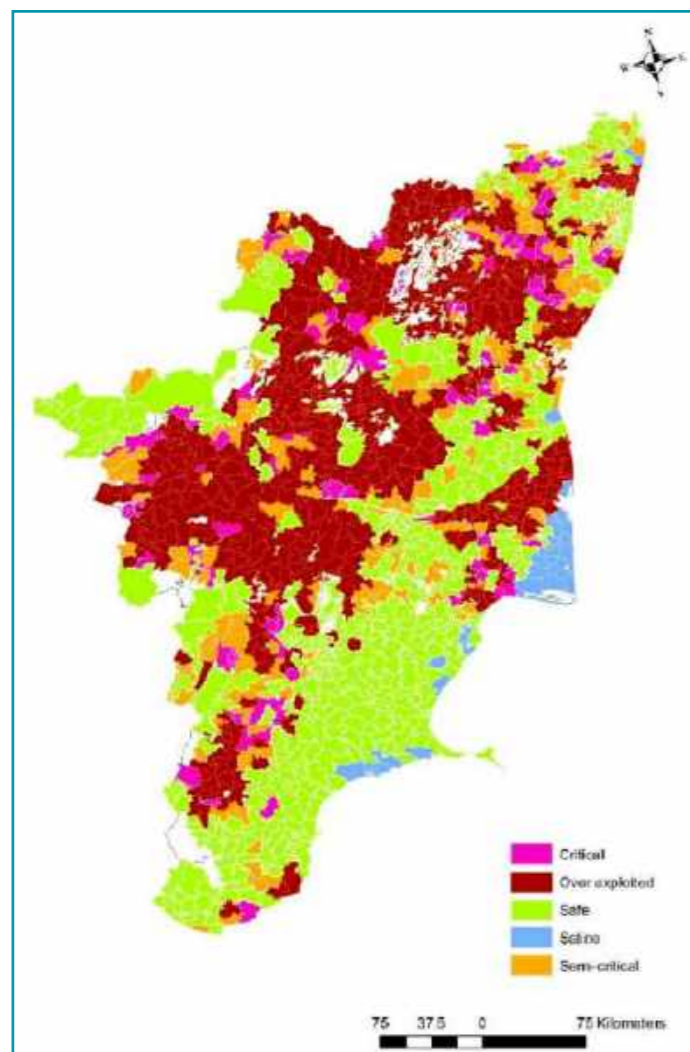 N
W E
S
Critical
Over exploited
Safe
Saline
Semi-critical
75 37.5 0 75 Kilometers